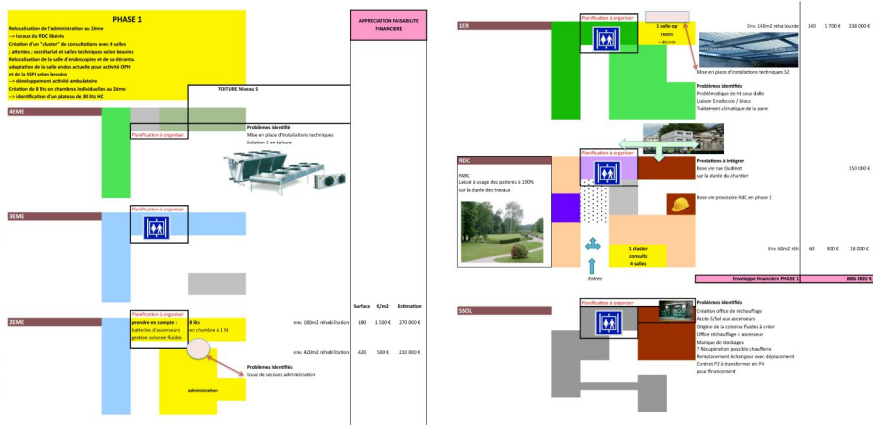 PHASE 1
Relocalisation de l'administration au 2ème
--> locaux du RDC libérés
Création d'un "cluster" de consultations avec 4 salles
; attentes ; secrétariat et salles techniques selon besoins
Relocalisation de la salle d'endoscopies et de sa déconta.
adaptation de la salle endos actuelle pour activité OPH
et de la SSPI selon besoins
--> développement activité ambulatoire
Création de 8 lits en chambres individuelles au 2ème
--> identification d'un plateau de 30 lits HC
APPRECIATION FAISABILITE
FINANCIERE
TOITURE Niveau 5
4EME
Planification à organiser
Problèmes identifié
Mise en place d'installations techniques
3EME
Planification à organiser
2EME
Planification à organiser
prendre en compte :
batteries d'ascenseurs
gestion colonne fluides
8 lits
en chambre à 1 lit
Surface €/m2 Estimation
env. 180m2 réhabilitation 180 1 500 € 270 000 €
env. 420m2 réhabilitation 420 500 € 210 000 €
Problèmes identifiés
Issue de secours administration
administration
1ER
Planification à organiser
1 salle op
ENDOS
+ déconta
Env. 140m2 réha lourde 140 1 700 € 238 000 €
Mise en place d'installations techniques S2
Problèmes identifiés
Problématique de ht sous dalle
Liaison Endoscopie / blocs
Traitement climatique de la zone
RDC
Planification à organiser
PARC
Laissé à usage des patients à 100%
sur la durée des travaux
Prestations à intégrer
Base vie rue Oudinot
sur la durée du chantier
150 000 €
Base vie provisoire RdC en phase 1
1 cluster
consults
4 salles
Env. 60m2 réh 60 300 € 18 000 €
Entrée
Enveloppe financière PHASE 1
SSOL
Planification à organiser
Problèmes identifiés
Création office de réchauffage
Accès S/Sol aux ascenseurs
Origine de la colonne fluides à créer
Office réchauffage = ascenseur
Manque de stockages
? Récupération possible chaufferie
Remplacement échangeur avec déplacement
Contrat P2 à transformer en P4
pour financement